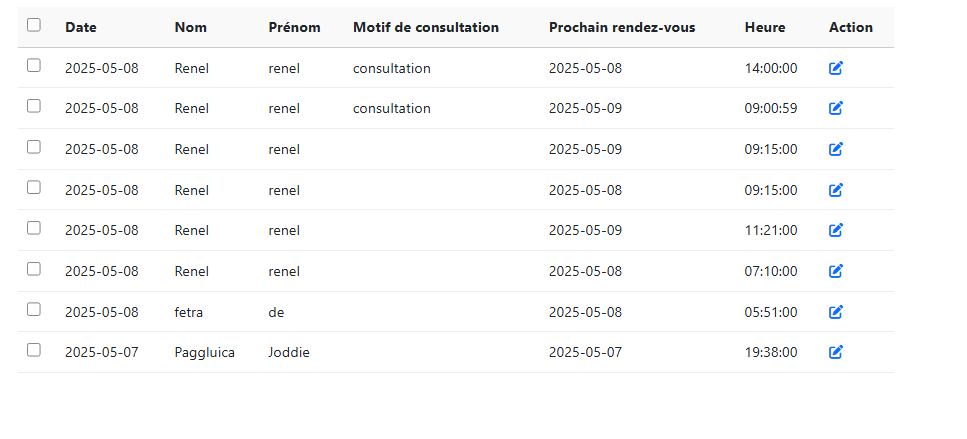 Date Nom Prénom Motif de consultation Prochain rendez-vous Heure Action
2025-05-08 Renel renel consultation 2025-05-08 14:00:00
2025-05-08 Renel renel consultation 2025-05-09 09:00:59
2025-05-08 Renel renel 2025-05-09 09:15:00
2025-05-08 Renel renel 2025-05-08 09:15:00
2025-05-08 Renel renel 2025-05-09 11:21:00
2025-05-08 Renel renel 2025-05-08 07:10:00
2025-05-08 fetra de 2025-05-08 05:51:00
2025-05-07 Paggluica Joddie 2025-05-07 19:38:00